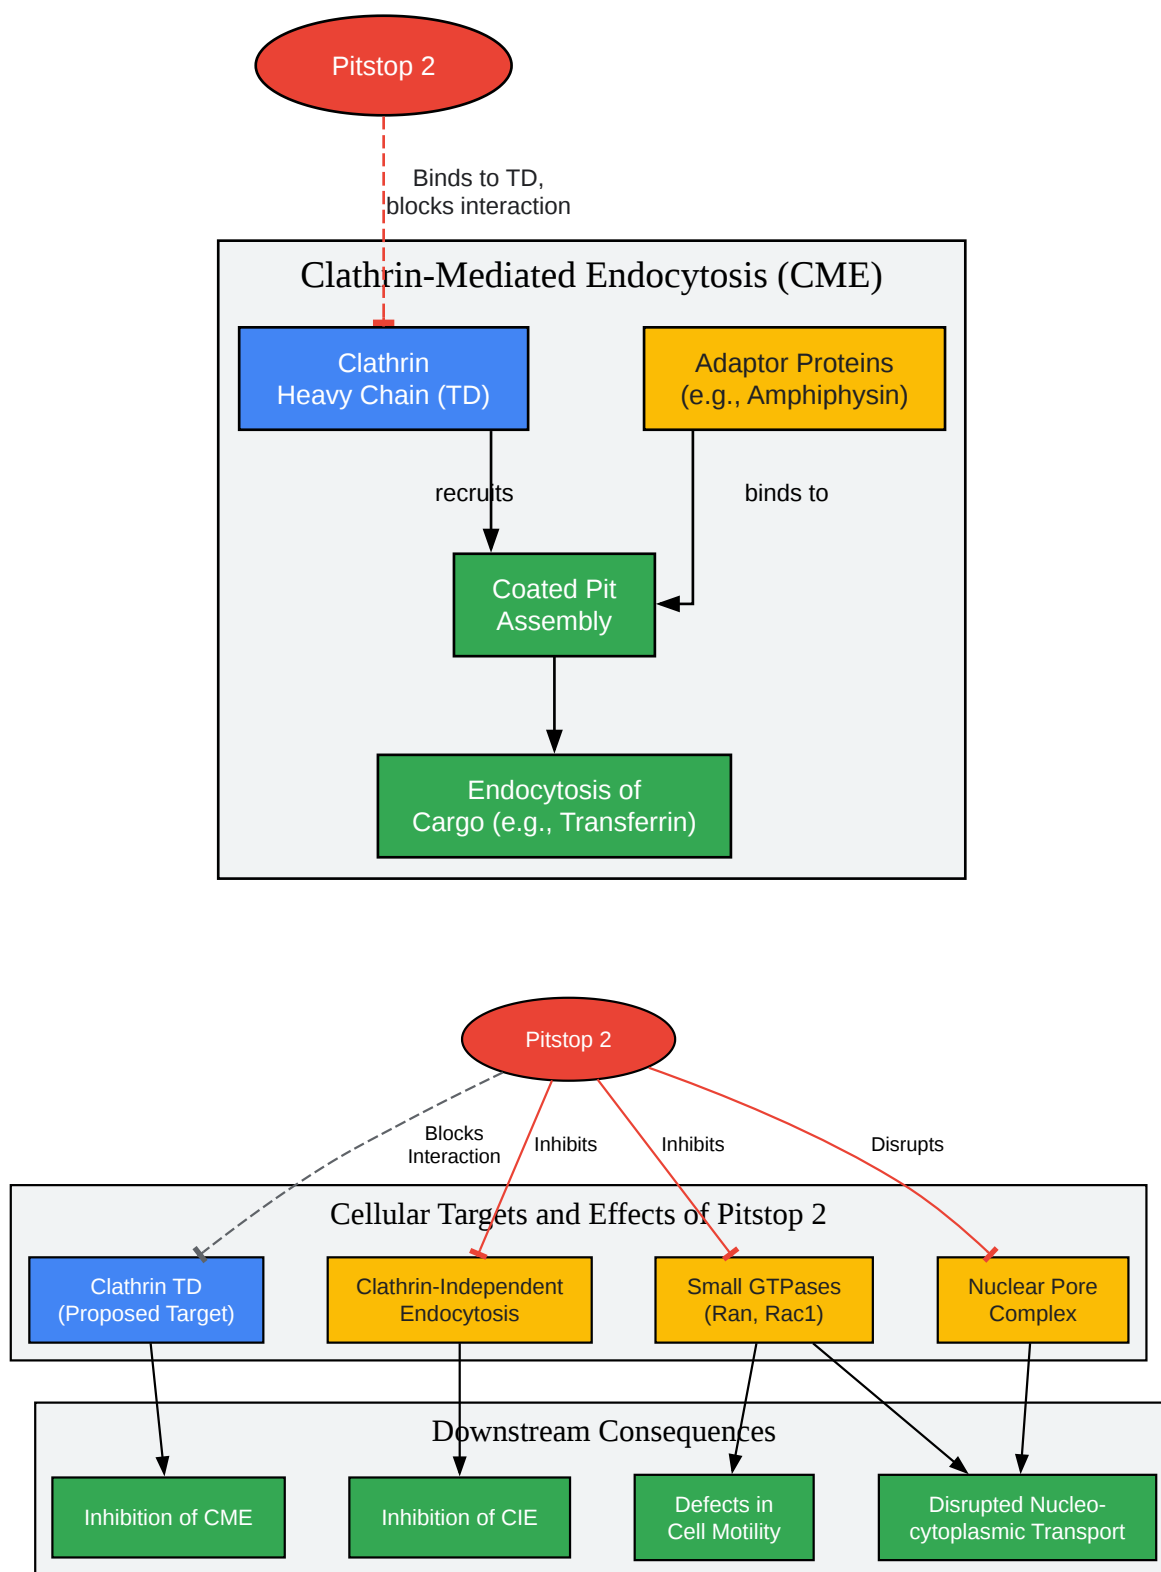 Pitstop 2
Binds to TD,
blocks interaction
Clathrin-Mediated Endocytosis (CME)
Clathrin
Heavy Chain (TD)
Adaptor Proteins
(e.g., Amphiphysin)
recruits
binds to
Coated Pit
Assembly
Endocytosis of
Cargo (e.g., Transferrin)
Pitstop 2
Blocks
Interaction
Inhibits
Inhibits
Disrupts
Cellular Targets and Effects of Pitstop 2
Clathrin TD
(Proposed Target)
Clathrin-Independent
Endocytosis
Small GTPases
(Ran, Rac1)
Nuclear Pore
Complex
Downstream Consequences
Inhibition of CME
Inhibition of CIE
Defects in
Cell Motility
Disrupted Nucleo-
cytoplasmic Transport